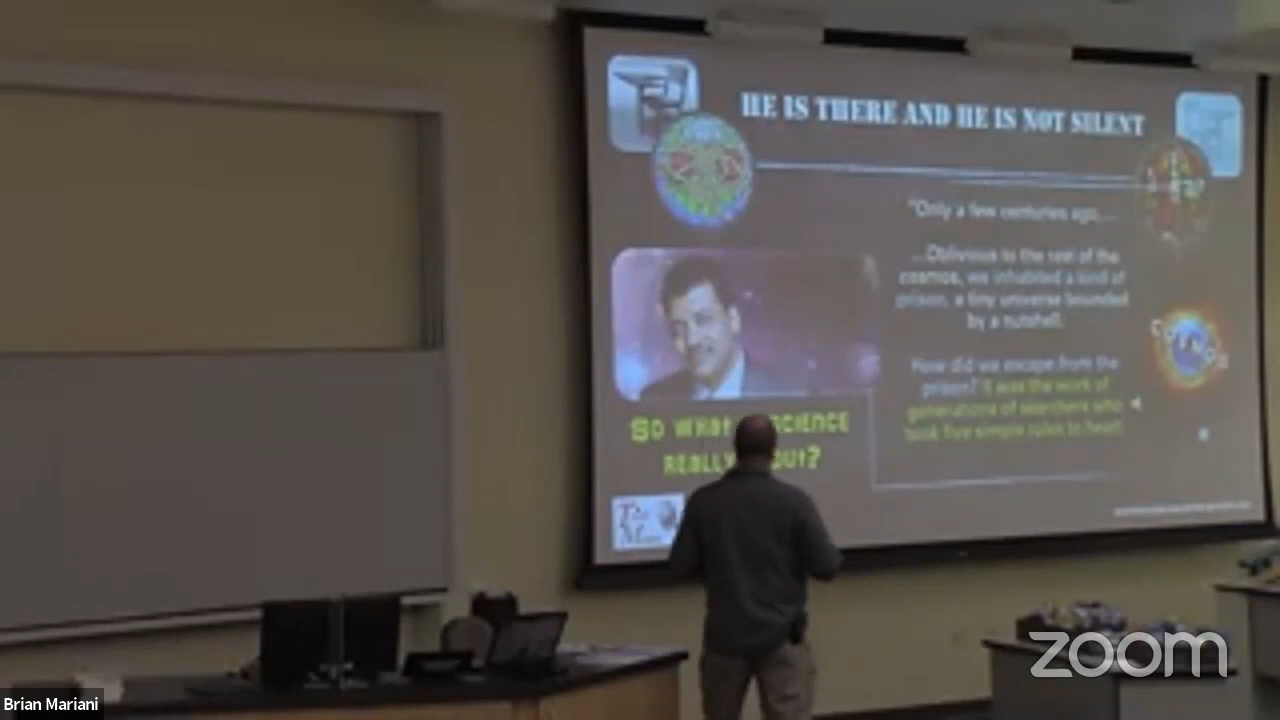 HE IS THERE AND HE IS NOT SILENT
"Only a few centuries ago,...
...Oblivious to the rest of the
cosmos, we inhabited a kind of
prison, a tiny universe bounded
by a nutshell.
How did we escape from the
prison? It was the work of
generations of searchers who
took five simple rules to heart.
COSMOS
SO WHAT SCIENCE
REALLY OUT?
zoom
Brian Mariani